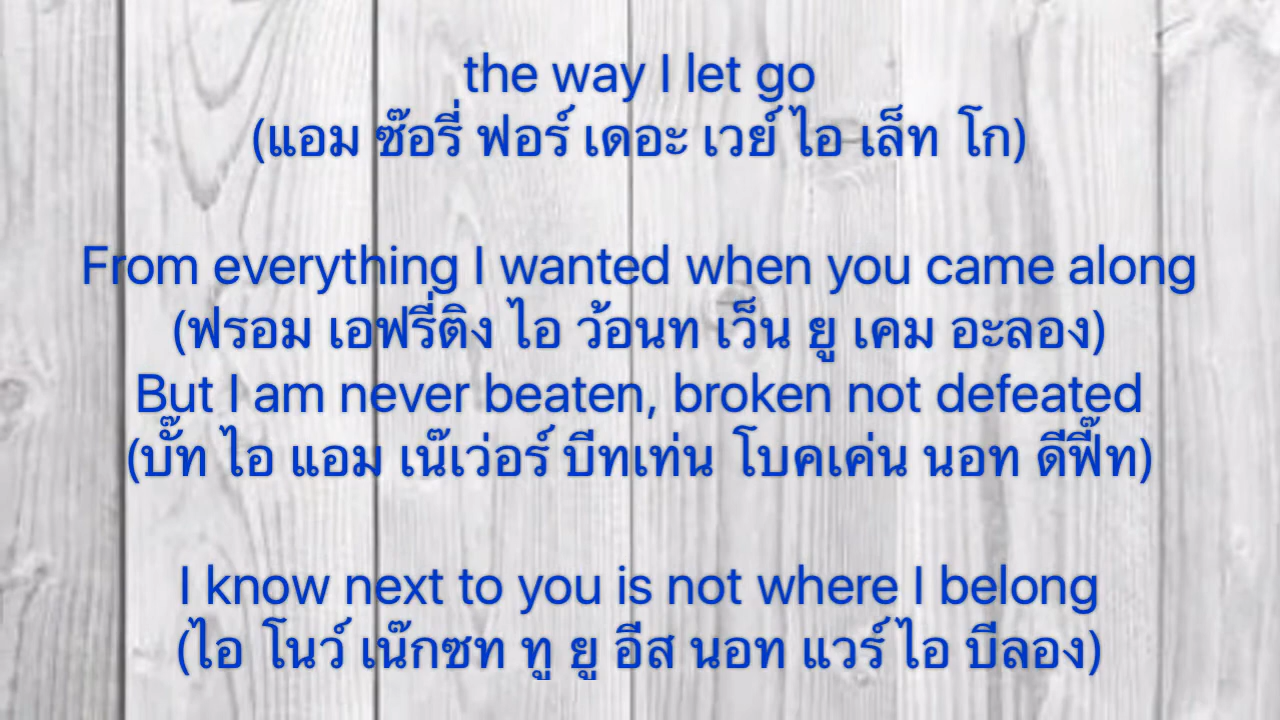 the way I let go
(แอม ซ๊อรี่ ฟอร์ เดอะ เวย์ ไอ เล็ท โก)
From everything I wanted when you came along
(ฟรอม เอฟรี่ติง ไอ ว้อนท เว็น ยู เคม อะลอง)
But I am never beaten, broken not defeated
(บั๊ท ไอ แอม เน๊เว่อร์ บีทเท่น โบคเค่น นอท ดีฟี๊ท)
I know next to you is not where I belong
(ไอ โนว์ เน๊กซท ทู ยู อีส นอท แวร์ ไอ บีลอง)